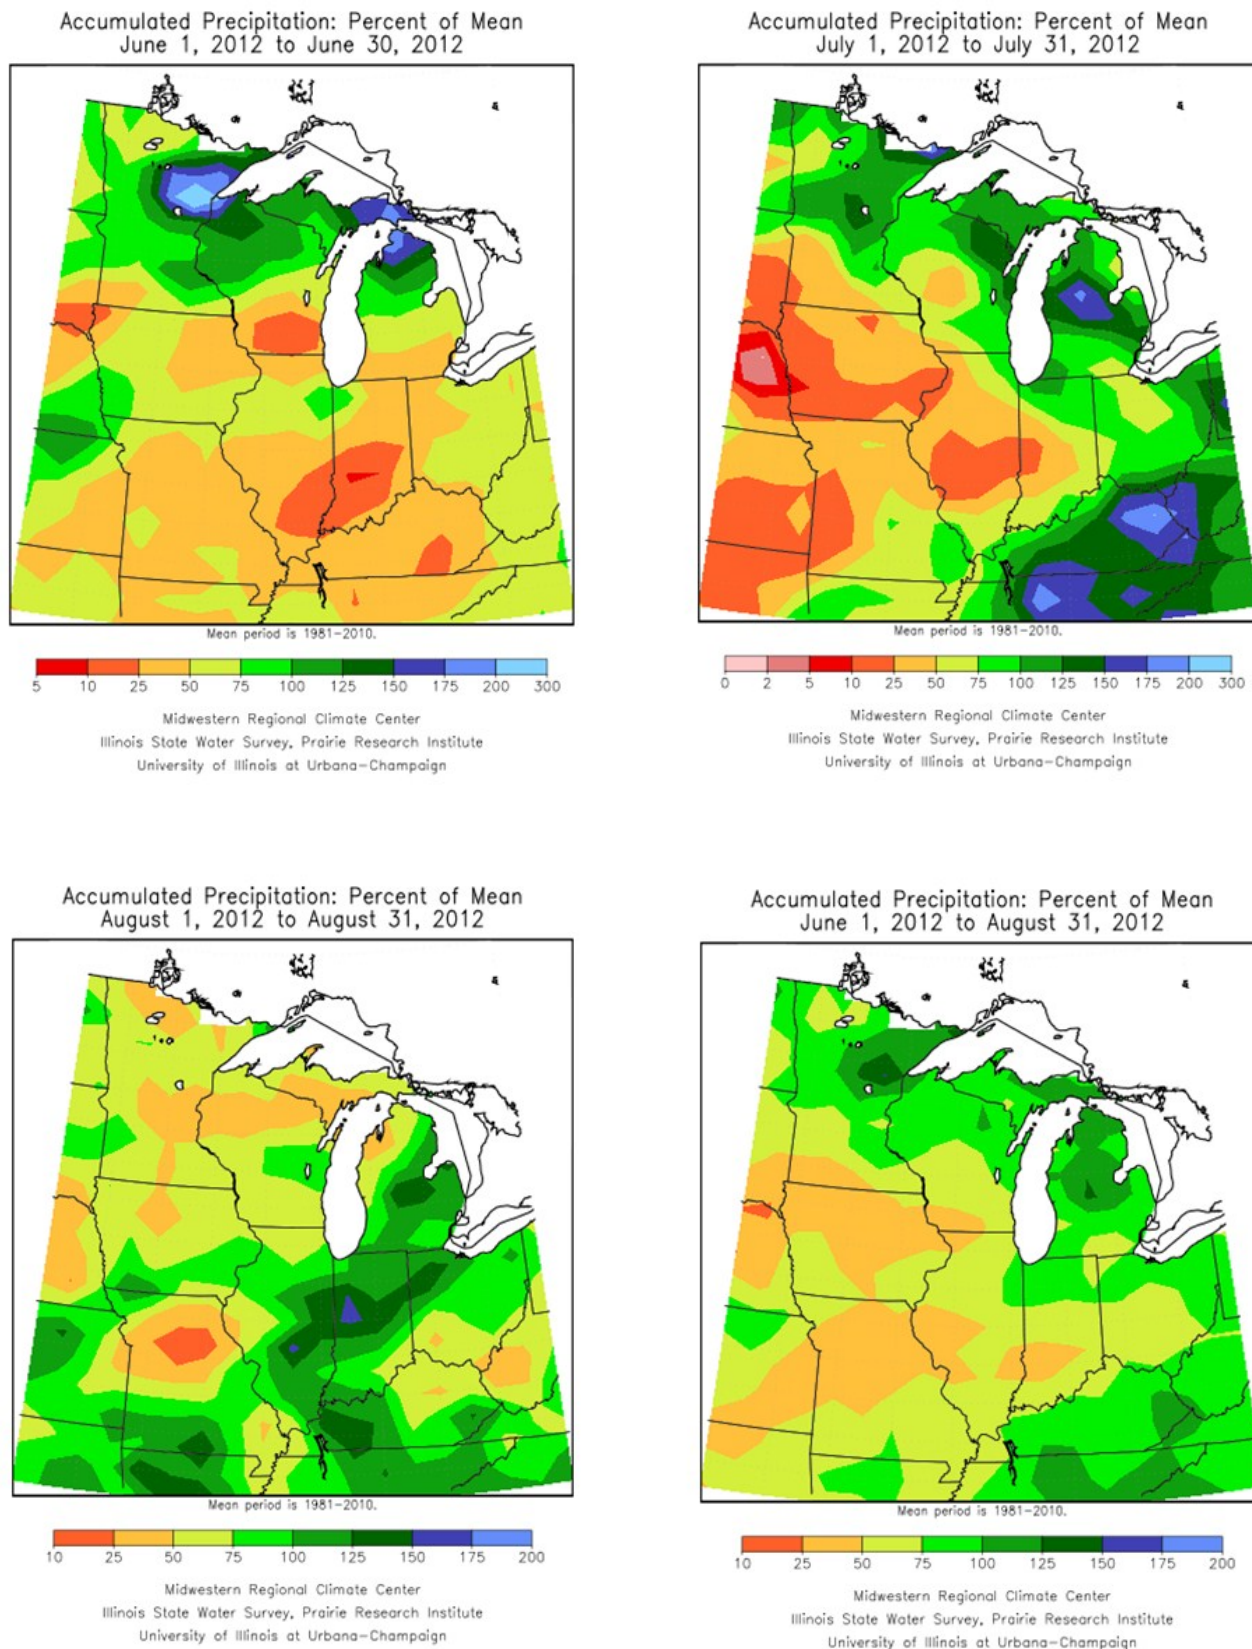 Accumulated Precipitation: Percent of Mean
June 1, 2012 to June 30, 2012
Mean period is 1981-2010.
5 10 25 50 75 100 125 150 175 200 300
Midwestern Regional Climate Center
Illinois State Water Survey, Prairie Research Institute
University of Illinois at Urbana-Champaign
Accumulated Precipitation: Percent of Mean
July 1, 2012 to July 31, 2012
Mean period is 1981-2010.
0 2 5 10 25 50 75 100 125 150 175 200 300
Midwestern Regional Climate Center
Illinois State Water Survey, Prairie Research Institute
University of Illinois at Urbana-Champaign
Accumulated Precipitation: Percent of Mean
August 1, 2012 to August 31, 2012
Mean period is 1981-2010.
10 25 50 75 100 125 150 175 200
Midwestern Regional Climate Center
Illinois State Water Survey, Prairie Research Institute
University of Illinois at Urbana-Champaign
Accumulated Precipitation: Percent of Mean
June 1, 2012 to August 31, 2012
Mean period is 1981-2010.
10 25 50 75 100 125 150 175 200
Midwestern Regional Climate Center
Illinois State Water Survey, Prairie Research Institute
University of Illinois at Urbana-Champaign